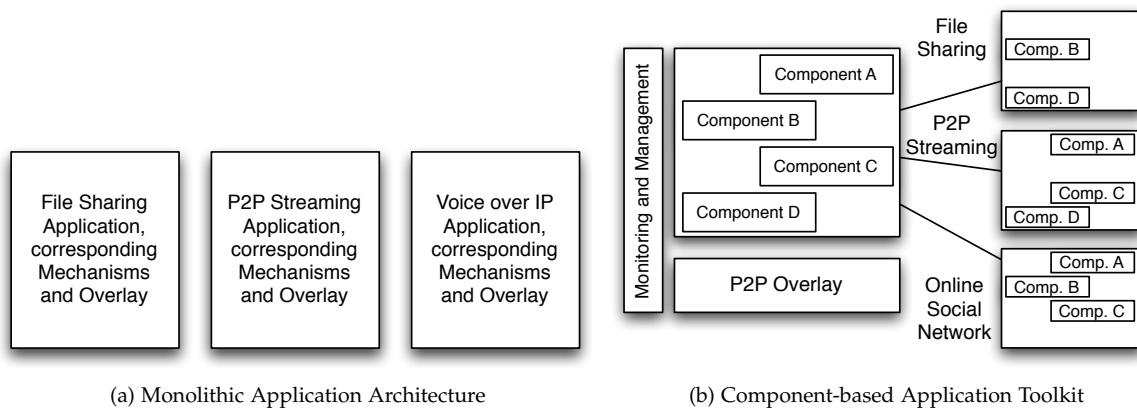 File Sharing
Application,
corresponding
Mechanisms
and Overlay
P2P Streaming
Application,
corresponding
Mechanisms
and Overlay
Voice over IP
Application,
corresponding
Mechanisms
and Overlay
(a) Monolithic Application Architecture
Monitoring and Management
Component A
Component B
Component C
Component D
P2P Overlay
File
Sharing
Comp. B
Comp. D
P2P
Streaming
Comp. A
Comp. C
Comp. D
Online
Social
Network
Comp. A
Comp. B
Comp. C
(b) Component-based Application Toolkit